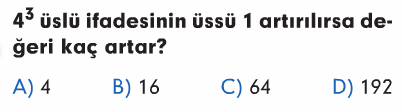 4³ üslü ifadesinin üssü 1 artırılırsa de-
ğeri kaç artar?
A) 4 B) 16 C) 64 D) 192